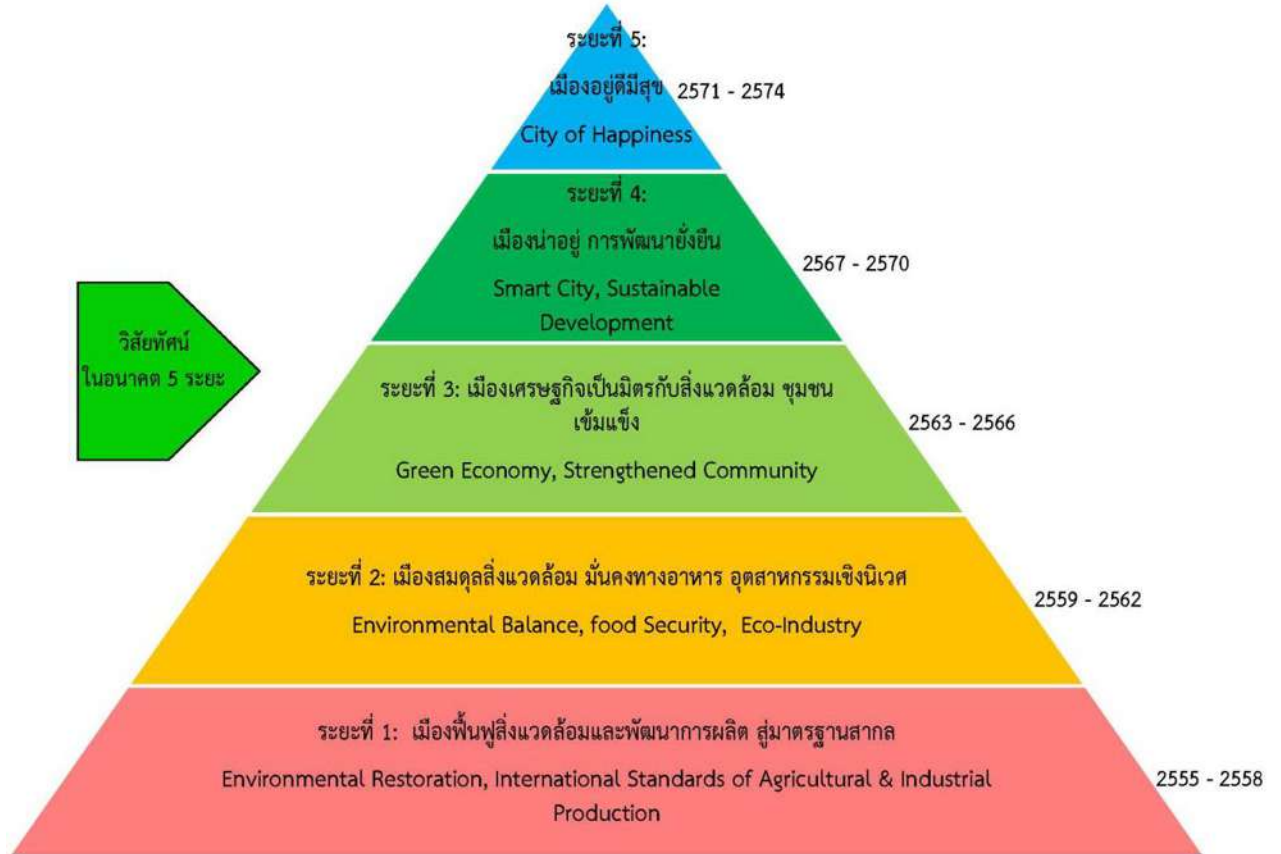 ระยะที่ 5:
เมืองอยู่ดีมีสุข
2571 - 2574
City of Happiness
ระยะที่ 4:
เมืองน่าอยู่ การพัฒนายั่งยืน
2567 - 2570
Smart City, Sustainable
Development
วิสัยทัศน์
ในอนาคต 5 ระยะ
ระยะที่ 3: เมืองเศรษฐกิจเป็นมิตรกับสิ่งแวดล้อม ชุมชน
เข้มแข็ง
2563 - 2566
Green Economy, Strengthened Community
ระยะที่ 2: เมืองสมดุลสิ่งแวดล้อม มั่นคงทางอาหาร อุตสาหกรรมเชิงนิเวศ
2559 - 2562
Environmental Balance, food Security, Eco-Industry
ระยะที่ 1: เมืองฟื้นฟูสิ่งแวดล้อมและพัฒนาการผลิต สู่มาตรฐานสากล
Environmental Restoration, International Standards of Agricultural & Industrial
Production
2555 - 2558